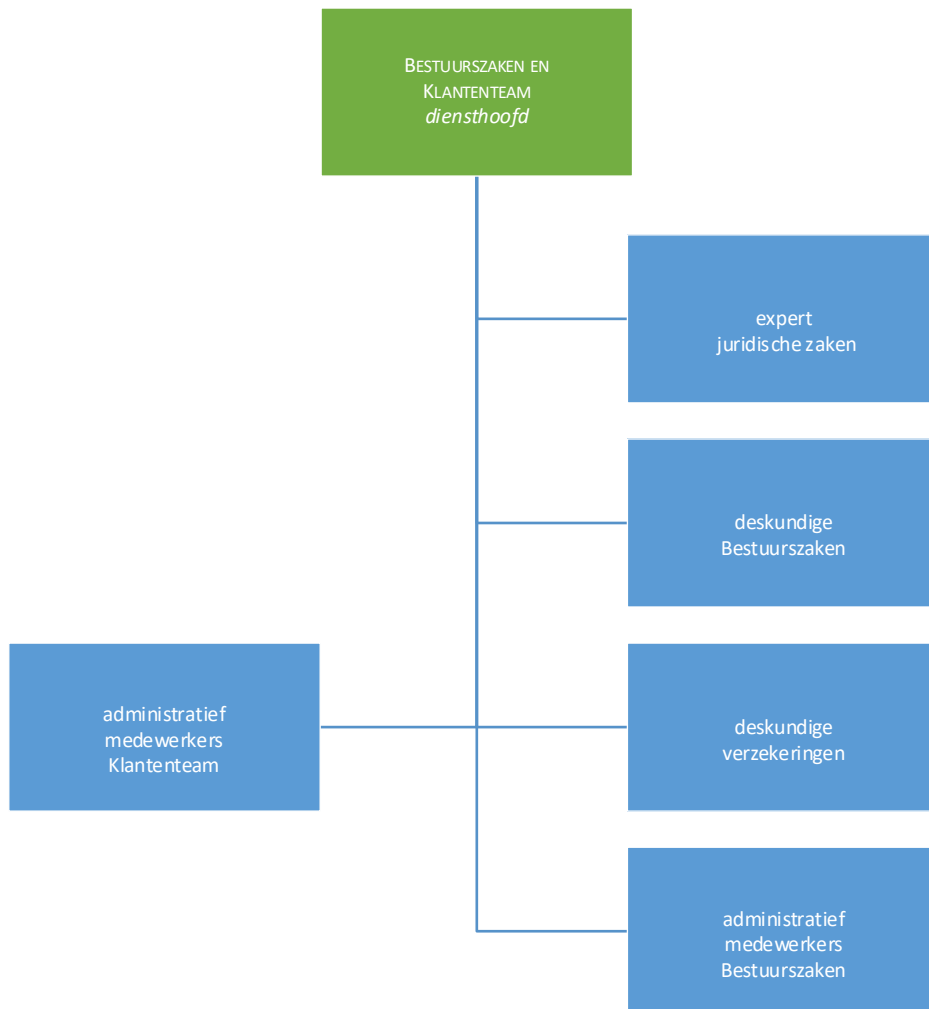 BESTUURSZAKEN EN
KLANTENTEAM
diensthoofd
expert
juridische zaken
deskundige
Bestuurszaken
administratief
medewerkers
Klantenteam
deskundige
verzekeringen
administratief
medewerkers
Bestuurszaken